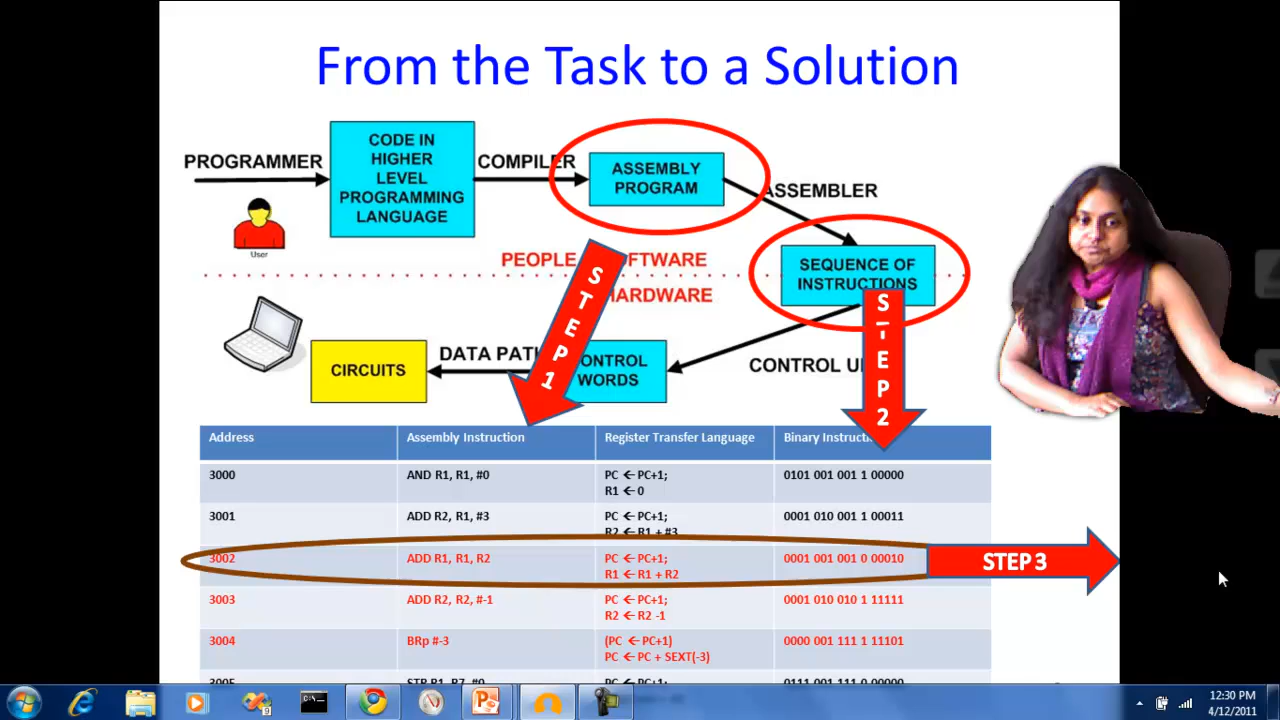 From the Task to a Solution
PROGRAMMER
CODE IN
HIGHER
LEVEL
PROGRAMMING
LANGUAGE
COMPILER
ASSEMBLY
PROGRAM
ASSEMBLER
User
PEOPLE
SOFTWARE
HARDWARE
SEQUENCE OF
INSTRUCTIONS
STEP 1
STEP 2
CIRCUITS
DATA PATH
CONTROL
WORDS
CONTROL U
Address Assembly Instruction Register Transfer Language Binary Instruct
3000 AND R1, R1, #0 PC ← PC+1; 0101 001 001 1 00000
R1 ← 0
3001 ADD R2, R1, #3 PC ← PC+1; 0001 010 001 1 00011
R2 ← R1 + #3
3002 ADD R1, R1, R2 PC ← PC+1; 0001 001 001 0 00010
R1 ← R1 + R2
STEP 3
3003 ADD R2, R2, #-1 PC ← PC+1; 0001 010 010 1 11111
R2 ← R2 -1
3004 BRp #-3 (PC ← PC+1) 0000 001 111 1 11101
PC ← PC + SEXT(-3)
3005 STR R1, R7, #0 PC ← PC+1; 0111 001 111 0 00000
12:30 PM
4/12/2011